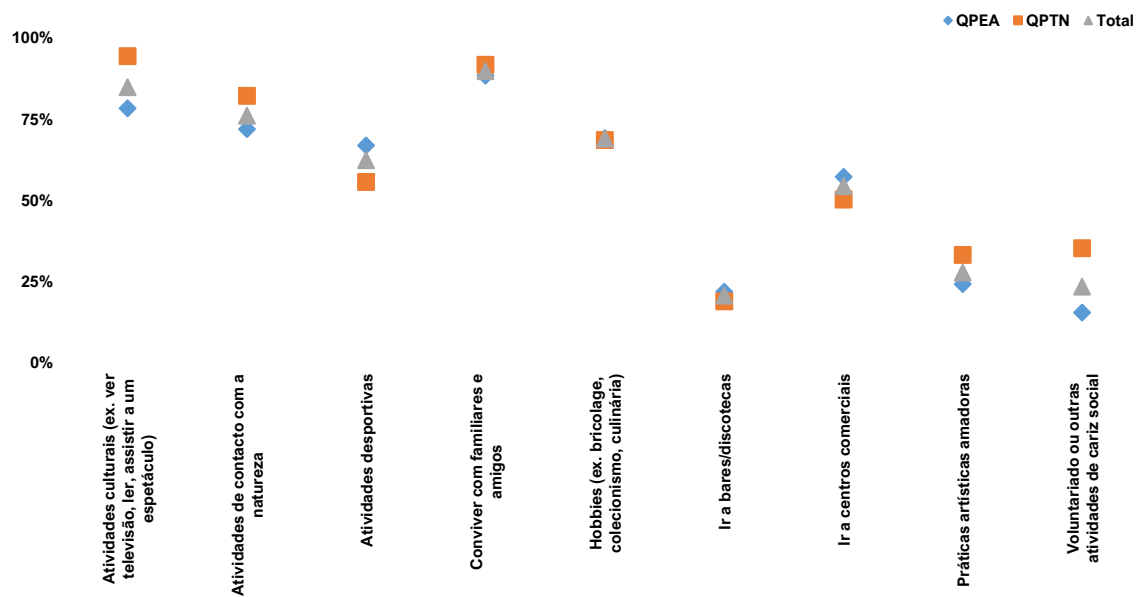 QPEA QPTN Total
100%
75%
50%
25%
0%
Atividades culturais (ex. ver
televisão, ler, assistir a um
espetáculo)
Atividades de contacto com a
natureza
Atividades desportivas
Conviver com familiares e
amigos
Hobbies (ex. bricolage,
colecionismo, culinária)
Ir a bares/discotecas
Ir a centros comerciais
Práticas artísticas amadoras
Voluntariado ou outras
atividades de cariz social